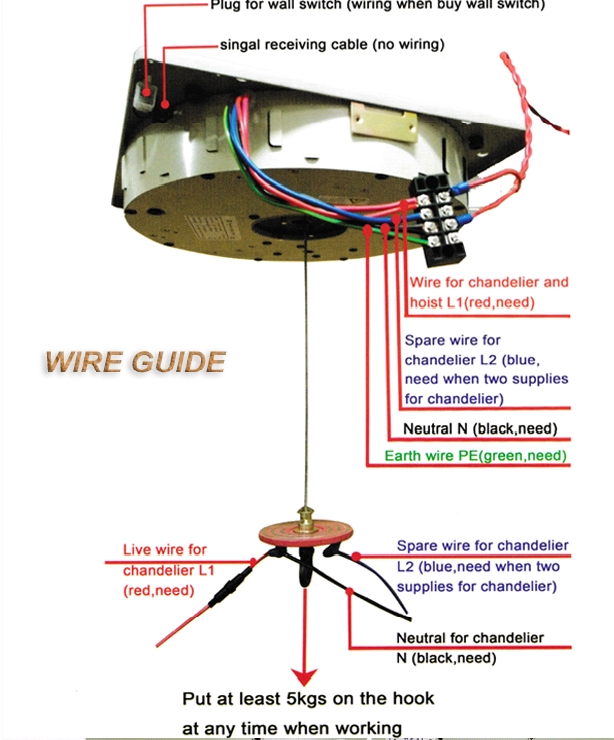 Plug for wall switch (wiring when buy wall switch)
singal receiving cable (no wiring)
Wire for chandelier and
hoist L1(red,need)
Spare wire for
chandelier L2 (blue,
need when two supplies
for chandelier)
WIRE GUIDE
Neutral N (black,need)
Earth wire PE(green,need)
Live wire for
chandelier L1
(red,need)
Spare wire for chandelier
L2 (blue,need when two
supplies for chandelier)
Neutral for chandelier
N (black,need)
Put at least 5kgs on the hook
at any time when working